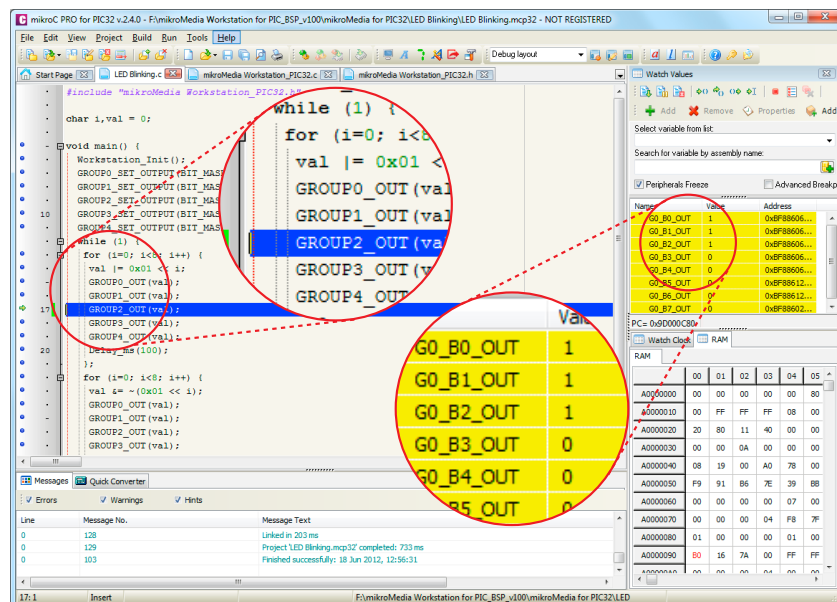 mikroC PRO for PIC32 v.2.4.0 - F:\mikroMedia Workstation for PIC_BSP_v100\mikroMedia for PIC32\LED Blinking\LED Blinking.mcp32 - NOT REGISTERED
File Edit View Project Build Run Tools Help
Debug layout
Start Page LED Blinking.c mikroMedia Workstation_PIC32.c mikroMedia Workstation_PIC32.h
#include "mikroMedia Workstation_PIC32.h"
char i,val = 0;
void main() {
Workstation_Init();
GROUP0_SET_OUTPUT(BIT_MAS
GROUP1_SET_OUTPUT(BIT_MAS
GROUP2_SET_OUTPUT(BIT_MAS
10 GROUP3_SET_OUTPUT(BIT_MAS
GROUP4_SET_OUTPUT(BIT_MAS
while (1) {
for (i=0; i<8; i++) {
val |= 0x01 << i;
GROUP0_OUT(val);
GROUP1_OUT(val);
17 GROUP2_OUT(val);
GROUP3_OUT(val);
GROUP4_OUT(val);
20 Delay_ms(100);
};
for (i=0; i<8; i++) {
val &= ~(0x01 << i);
GROUP0_OUT(val);
GROUP1_OUT(val);
GROUP2_OUT(val);
GROUP3_OUT(val);
while (1) {
for (i=0; i<8
val |= 0x01 <
GROUP0_OUT(val
GROUP1_OUT(val
GROUP2_OUT(va
GROUP3_OUT(v
GROUP4_OUT
Valu
G0_B0_OUT 1
G0_B1_OUT 1
G0_B2_OUT 1
G0_B3_OUT 0
G0_B4_OUT 0
B5_OUT 0
Watch Values
Add Remove Properties Add
Select variable from list:
Search for variable by assembly name:
Peripherals Freeze Advanced Breakp
Name Value Address
G0_B0_OUT 1 0xBF88606...
G0_B1_OUT 1 0xBF88606...
G0_B2_OUT 1 0xBF88606...
G0_B3_OUT 0 0xBF88606...
G0_B4_OUT 0 0xBF88606...
G0_B5_OUT 0 0xBF88612...
G0_B6_OUT 0 0xBF88612...
G0_B7_OUT 0 0xBF88602...
PC= 0x9D000C80
Watch Clock RAM
RAM
00 01 02 03 04 05
A0000000 00 00 00 00 00 80
A0000010 00 FF FF FF 08 00
A0000020 20 80 11 40 00 00
A0000030 00 00 0A 00 00 00
A0000040 08 19 00 A0 78 00
A0000050 F9 91 B6 7E 39 BB
A0000060 00 00 00 00 07 00
A0000070 00 00 00 04 F8 7F
A0000080 01 00 00 00 01 00
A0000090 B0 16 7A 00 FF FF
Messages Quick Converter
Errors Warnings Hints
Line Message No. Message Text
0 128 Linked in 203 ms
0 129 Project 'LED Blinking.mcp32' completed: 733 ms
0 103 Finished successfully: 18 Jun 2012, 12:56:31
17: 1 Insert F:\mikroMedia Workstation for PIC_BSP_v100\mikroMedia for PIC32\LED